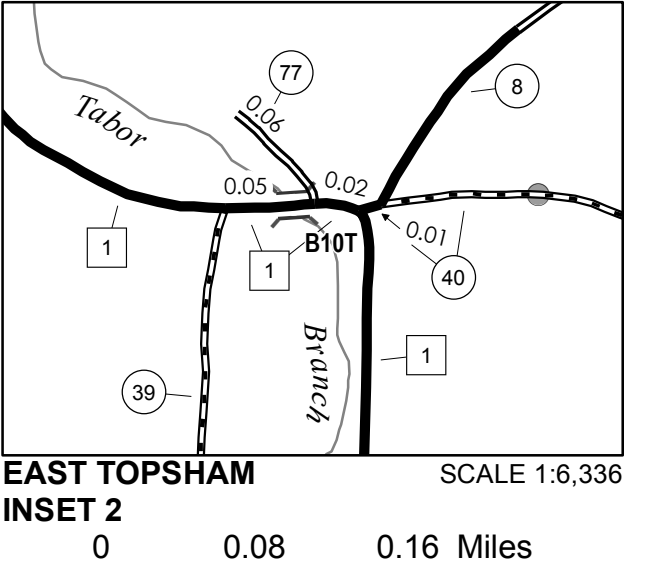 77
8
0.06
Tabor
0.05
0.02
1
0.01
B10T
1
40
Branch
1
39
EAST TOPSHAM
INSET 2
SCALE 1:6,336
0 0.08 0.16 Miles